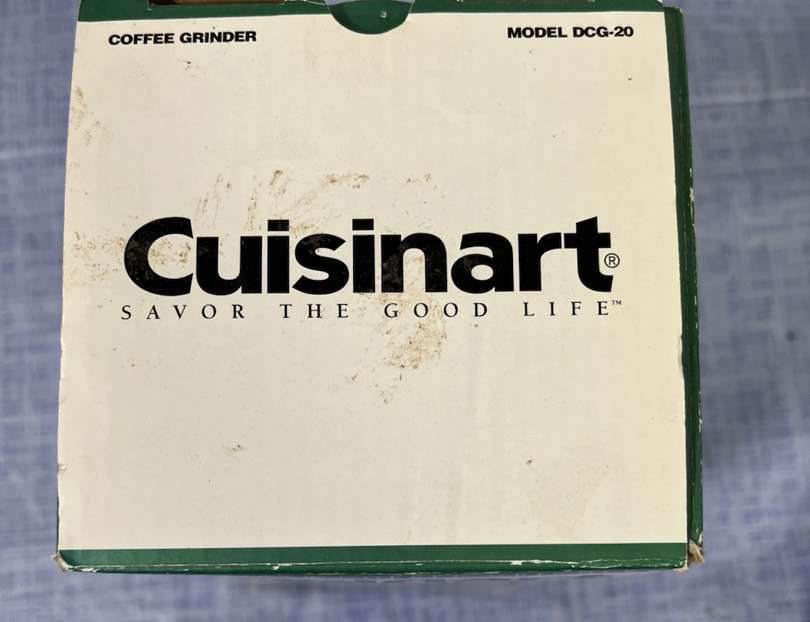 COFFEE GRINDER MODEL DCG-20
Cuisinart®
SAVOR THE GOOD LIFE™